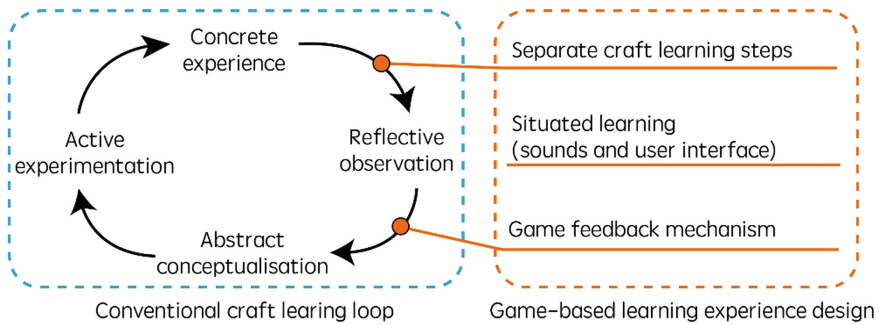 Concrete
experience
Reflective
observation
Abstract
conceptualisation
Active
experimentation
Conventional craft learing loop
Separate craft learning steps
Situated learning
(sounds and user interface)
Game feedback mechanism
Game-based learning experience design